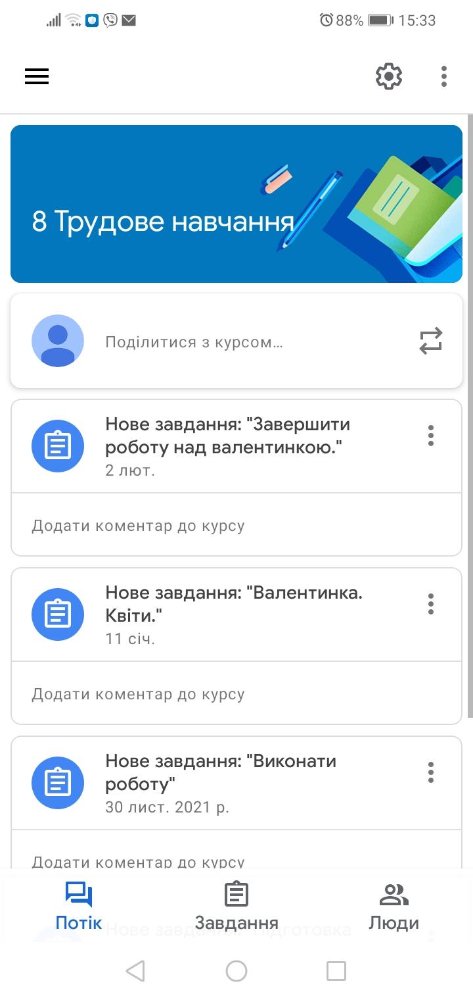 88% 15:33
8 Трудове навчання
Поділитися з курсом...
Нове завдання: "Завершити
роботу над валентинкою."
2 лют.
Додати коментар до курсу
Нове завдання: "Валентинка.
Квіти."
11 січ.
Додати коментар до курсу
Нове завдання: "Виконати
роботу"
30 лист. 2021 р.
Додати коментар до курсу
Нове завдання: "Підготовка
Потік Завдання Люди